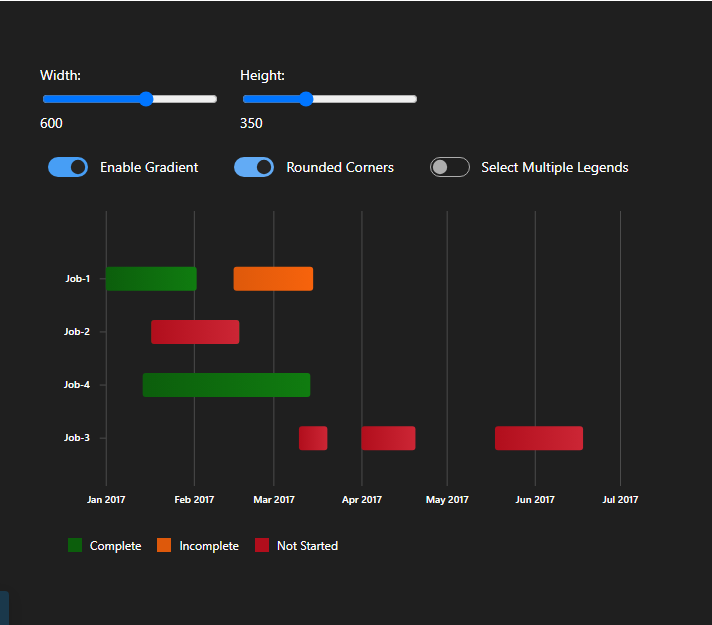 Width: Height:
600 350
Enable Gradient Rounded Corners Select Multiple Legends
Job-1
Job-2
Job-4
Job-3
Jan 2017 Feb 2017 Mar 2017 Apr 2017 May 2017 Jun 2017 Jul 2017
Complete Incomplete Not Started